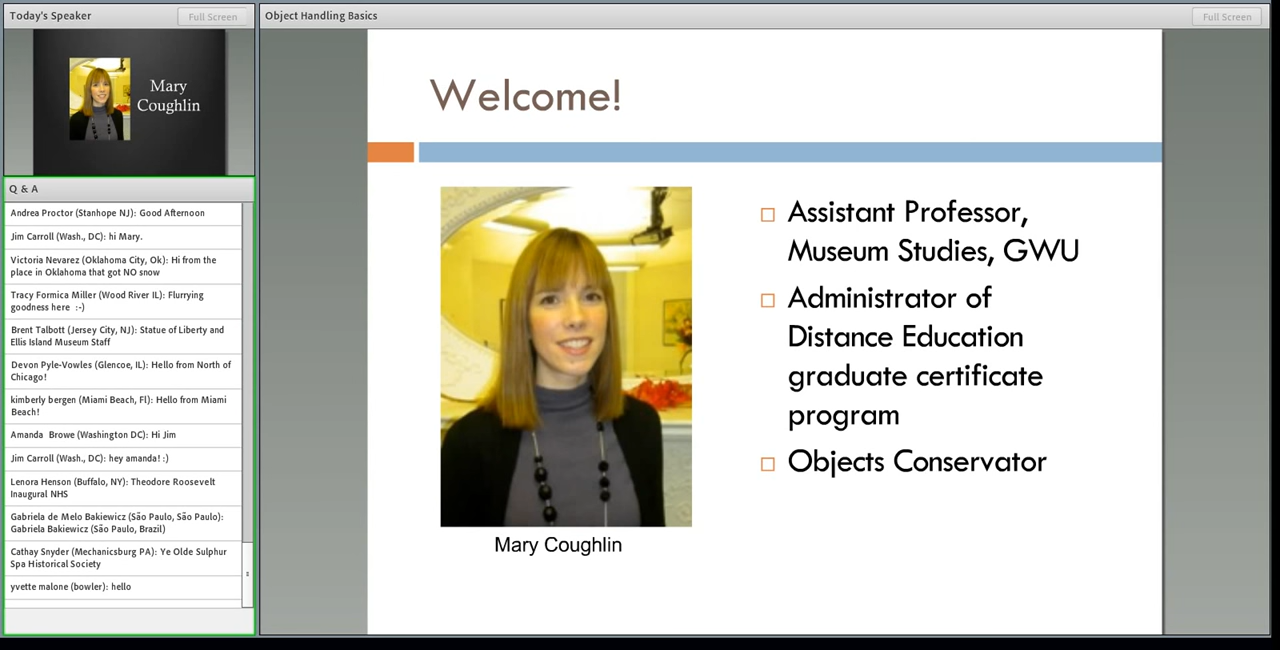 Today's Speaker
Full Screen
Mary
Coughlin
Q & A
Andrea Proctor (Stanhope NJ): Good Afternoon
Jim Carroll (Wash., DC): hi Mary.
Victoria Nevarez (Oklahoma City, Ok): Hi from the
place in Oklahoma that got NO snow
Tracy Formica Miller (Wood River IL): Flurrying
goodness here :-)
Brent Talbott (Jersey City, NJ): Statue of Liberty and
Ellis Island Museum Staff
Devon Pyle-Vowles (Glencoe, IL): Hello from North of
Chicago!
kimberly bergen (Miami Beach, Fl): Hello from Miami
Beach!
Amanda Browe (Washington DC): Hi Jim
Jim Carroll (Wash., DC): hey amanda! :)
Lenora Henson (Buffalo, NY): Theodore Roosevelt
Inaugural NHS
Gabriela de Melo Bakiewicz (São Paulo, São Paulo):
Gabriela Bakiewicz (São Paulo, Brazil)
Cathay Snyder (Mechanicsburg PA): Ye Olde Sulphur
Spa Historical Society
yvette malone (bowler): hello
Object Handling Basics
Full Screen
Welcome!
Mary Coughlin
Assistant Professor,
Museum Studies, GWU
Administrator of
Distance Education
graduate certificate
program
Objects Conservator